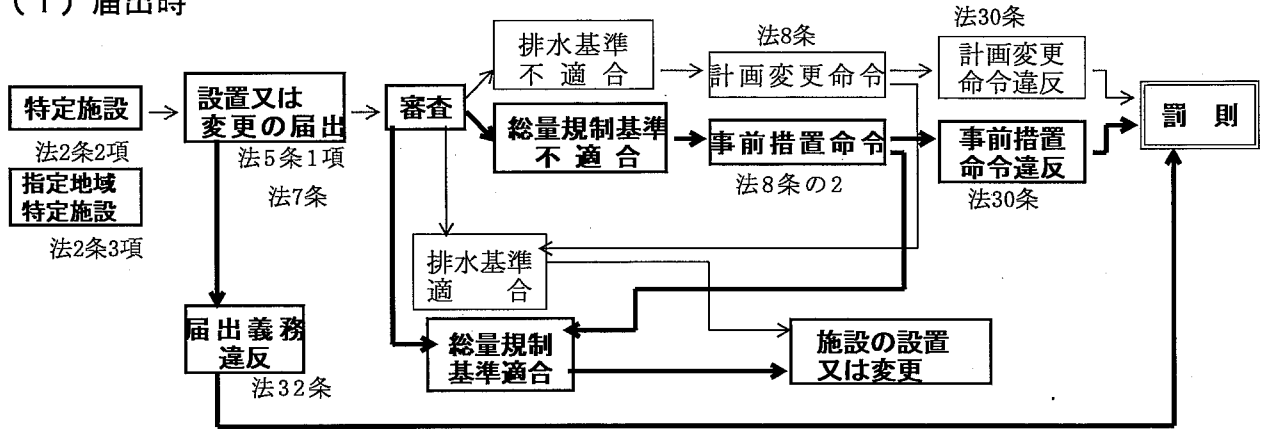 (1) 届出時
特定施設
法2条2項
指定地域
特定施設
法2条3項
設置又は
変更の届出
法5条1項
法7条
審査
排水基準
不適合
法8条
計画変更命令
法30条
計画変更
命令違反
罰則
総量規制基準
不適合
事前措置命令
法8条の2
事前措置
命令違反
法30条
排水基準
適合
総量規制
基準適合
施設の設置
又は変更
届出義務
違反
法32条